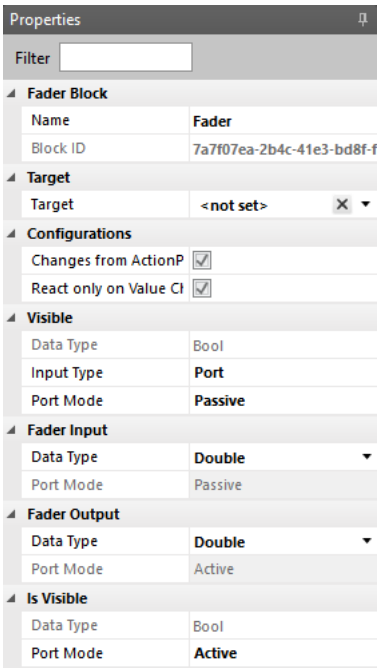 Properties
Filter
Fader Block
Name Fader
Block ID 7a7f07ea-2b4c-41e3-bd8f-f
Target
Target <not set>
Configurations
Changes from ActionP
React only on Value Ch
Visible
Data Type Bool
Input Type Port
Port Mode Passive
Fader Input
Data Type Double
Port Mode Passive
Fader Output
Data Type Double
Port Mode Active
Is Visible
Data Type Bool
Port Mode Active